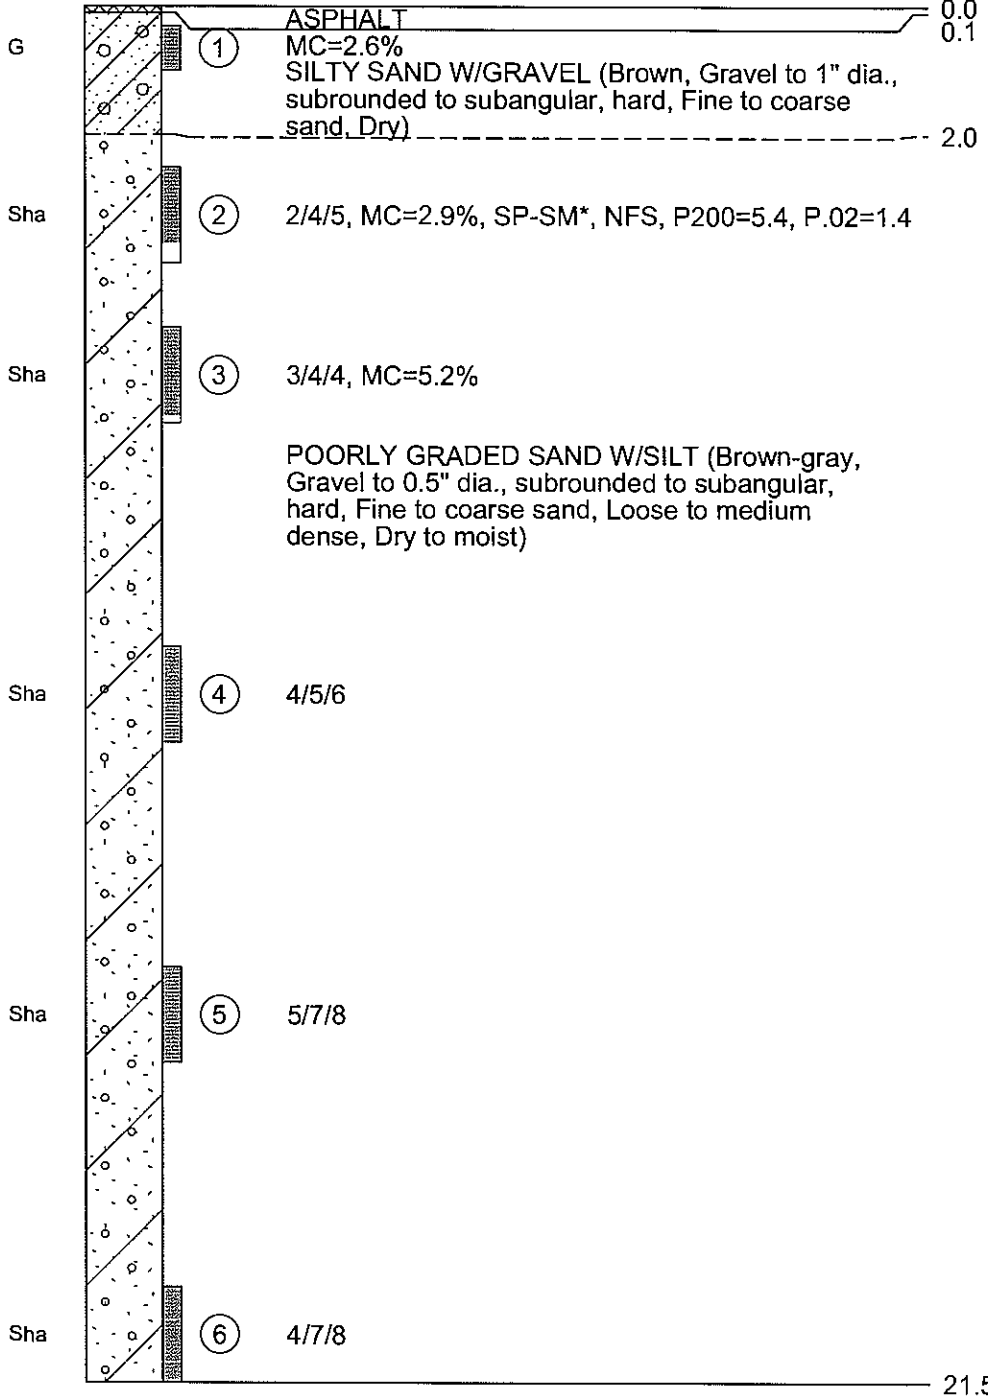 ASPHALT 0.0
0.1
G 1 MC=2.6%
SILTY SAND W/GRAVEL (Brown, Gravel to 1" dia.,
subrounded to subangular, hard, Fine to coarse
sand, Dry) 2.0
Sha 2 2/4/5, MC=2.9%, SP-SM*, NFS, P200=5.4, P.02=1.4
Sha 3 3/4/4, MC=5.2%
POORLY GRADED SAND W/SILT (Brown-gray,
Gravel to 0.5" dia., subrounded to subangular,
hard, Fine to coarse sand, Loose to medium
dense, Dry to moist)
Sha 4 4/5/6
Sha 5 5/7/8
Sha 6 4/7/8
21.5